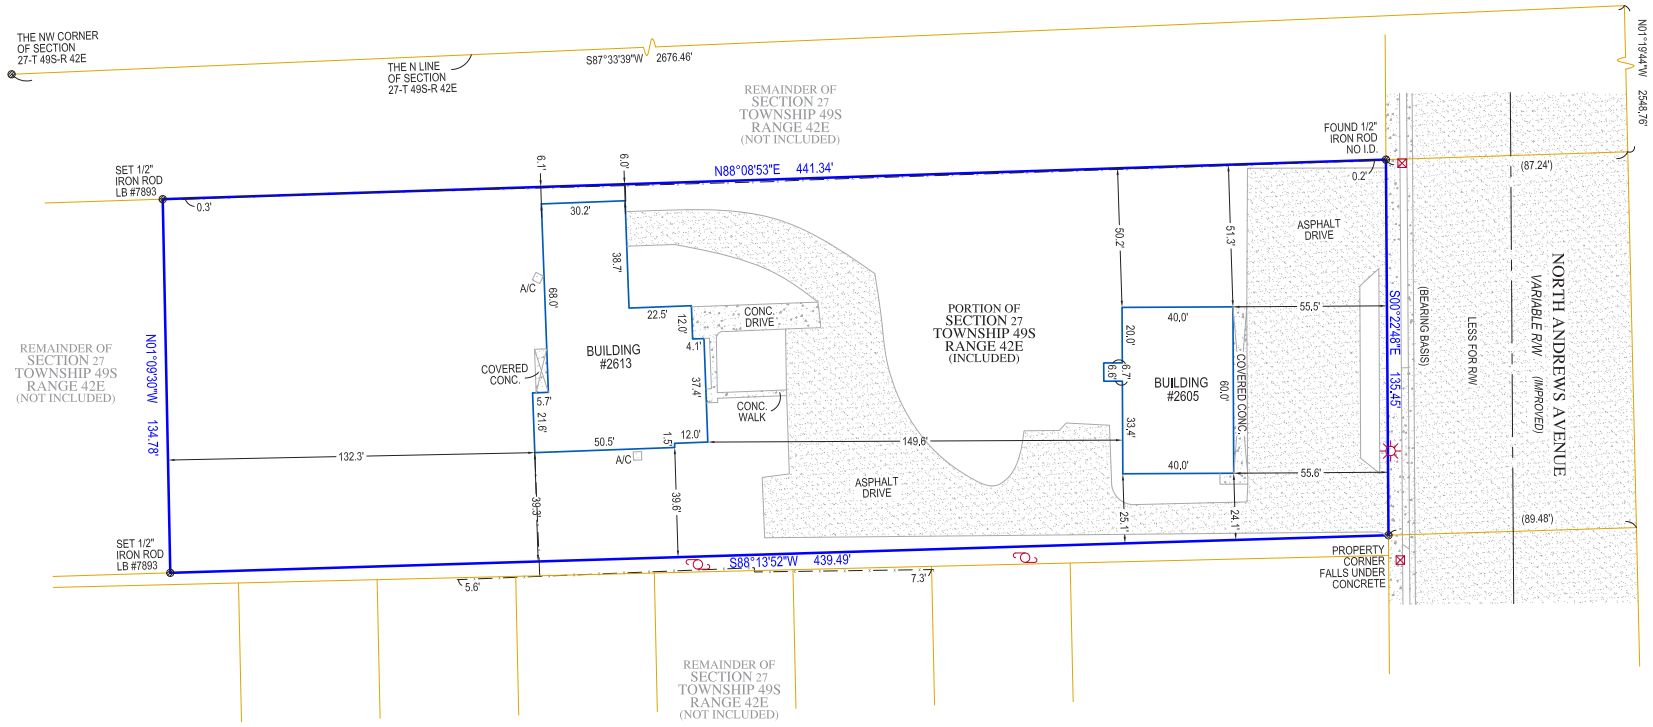 THE NW CORNER
OF SECTION
27-T 49S-R 42E
THE N LINE
OF SECTION
27-T 49S-R 42E
S87°33'39"W 2676.46'
N01°19'44"W 2548.76'
REMAINDER OF
SECTION 27
TOWNSHIP 49S
RANGE 42E
(NOT INCLUDED)
FOUND 1/2"
IRON ROD
NO I.D.
SET 1/2"
IRON ROD
LB #7893
0.3'
6.1'
6.0'
N88°08'53"E 441.34'
0.2'
(87.24')
30.2'
38.7'
68.0'
A/C
22.5'
12.0'
4.1'
CONC.
DRIVE
BUILDING
#2613
COVERED
CONC.
5.7'
21.6'
37.4'
CONC.
WALK
50.5'
1.5'
12.0'
A/C
132.3'
39.3'
39.6'
149.6'
ASPHALT
DRIVE
PORTION OF
SECTION 27
TOWNSHIP 49S
RANGE 42E
(INCLUDED)
50.2'
51.3'
40.0'
20.0'
6.6'
6.7'
BUILDING
#2605
60.0'
COVERED CONC.
33.4'
40.0'
25.1'
24.1'
55.5'
55.6'
ASPHALT
DRIVE
S00°22'48"E 135.45'
(BEARING BASIS)
LESS FOR R/W
VARIABLE R/W (IMPROVED)
NORTH ANDREWS AVENUE
REMAINDER OF
SECTION 27
TOWNSHIP 49S
RANGE 42E
(NOT INCLUDED)
N01°09'30"W 134.78'
SET 1/2"
IRON ROD
LB #7893
S88°13'52"W 439.49'
5.6'
7.3'
(89.48')
PROPERTY
CORNER
FALLS UNDER
CONCRETE
REMAINDER OF
SECTION 27
TOWNSHIP 49S
RANGE 42E
(NOT INCLUDED)